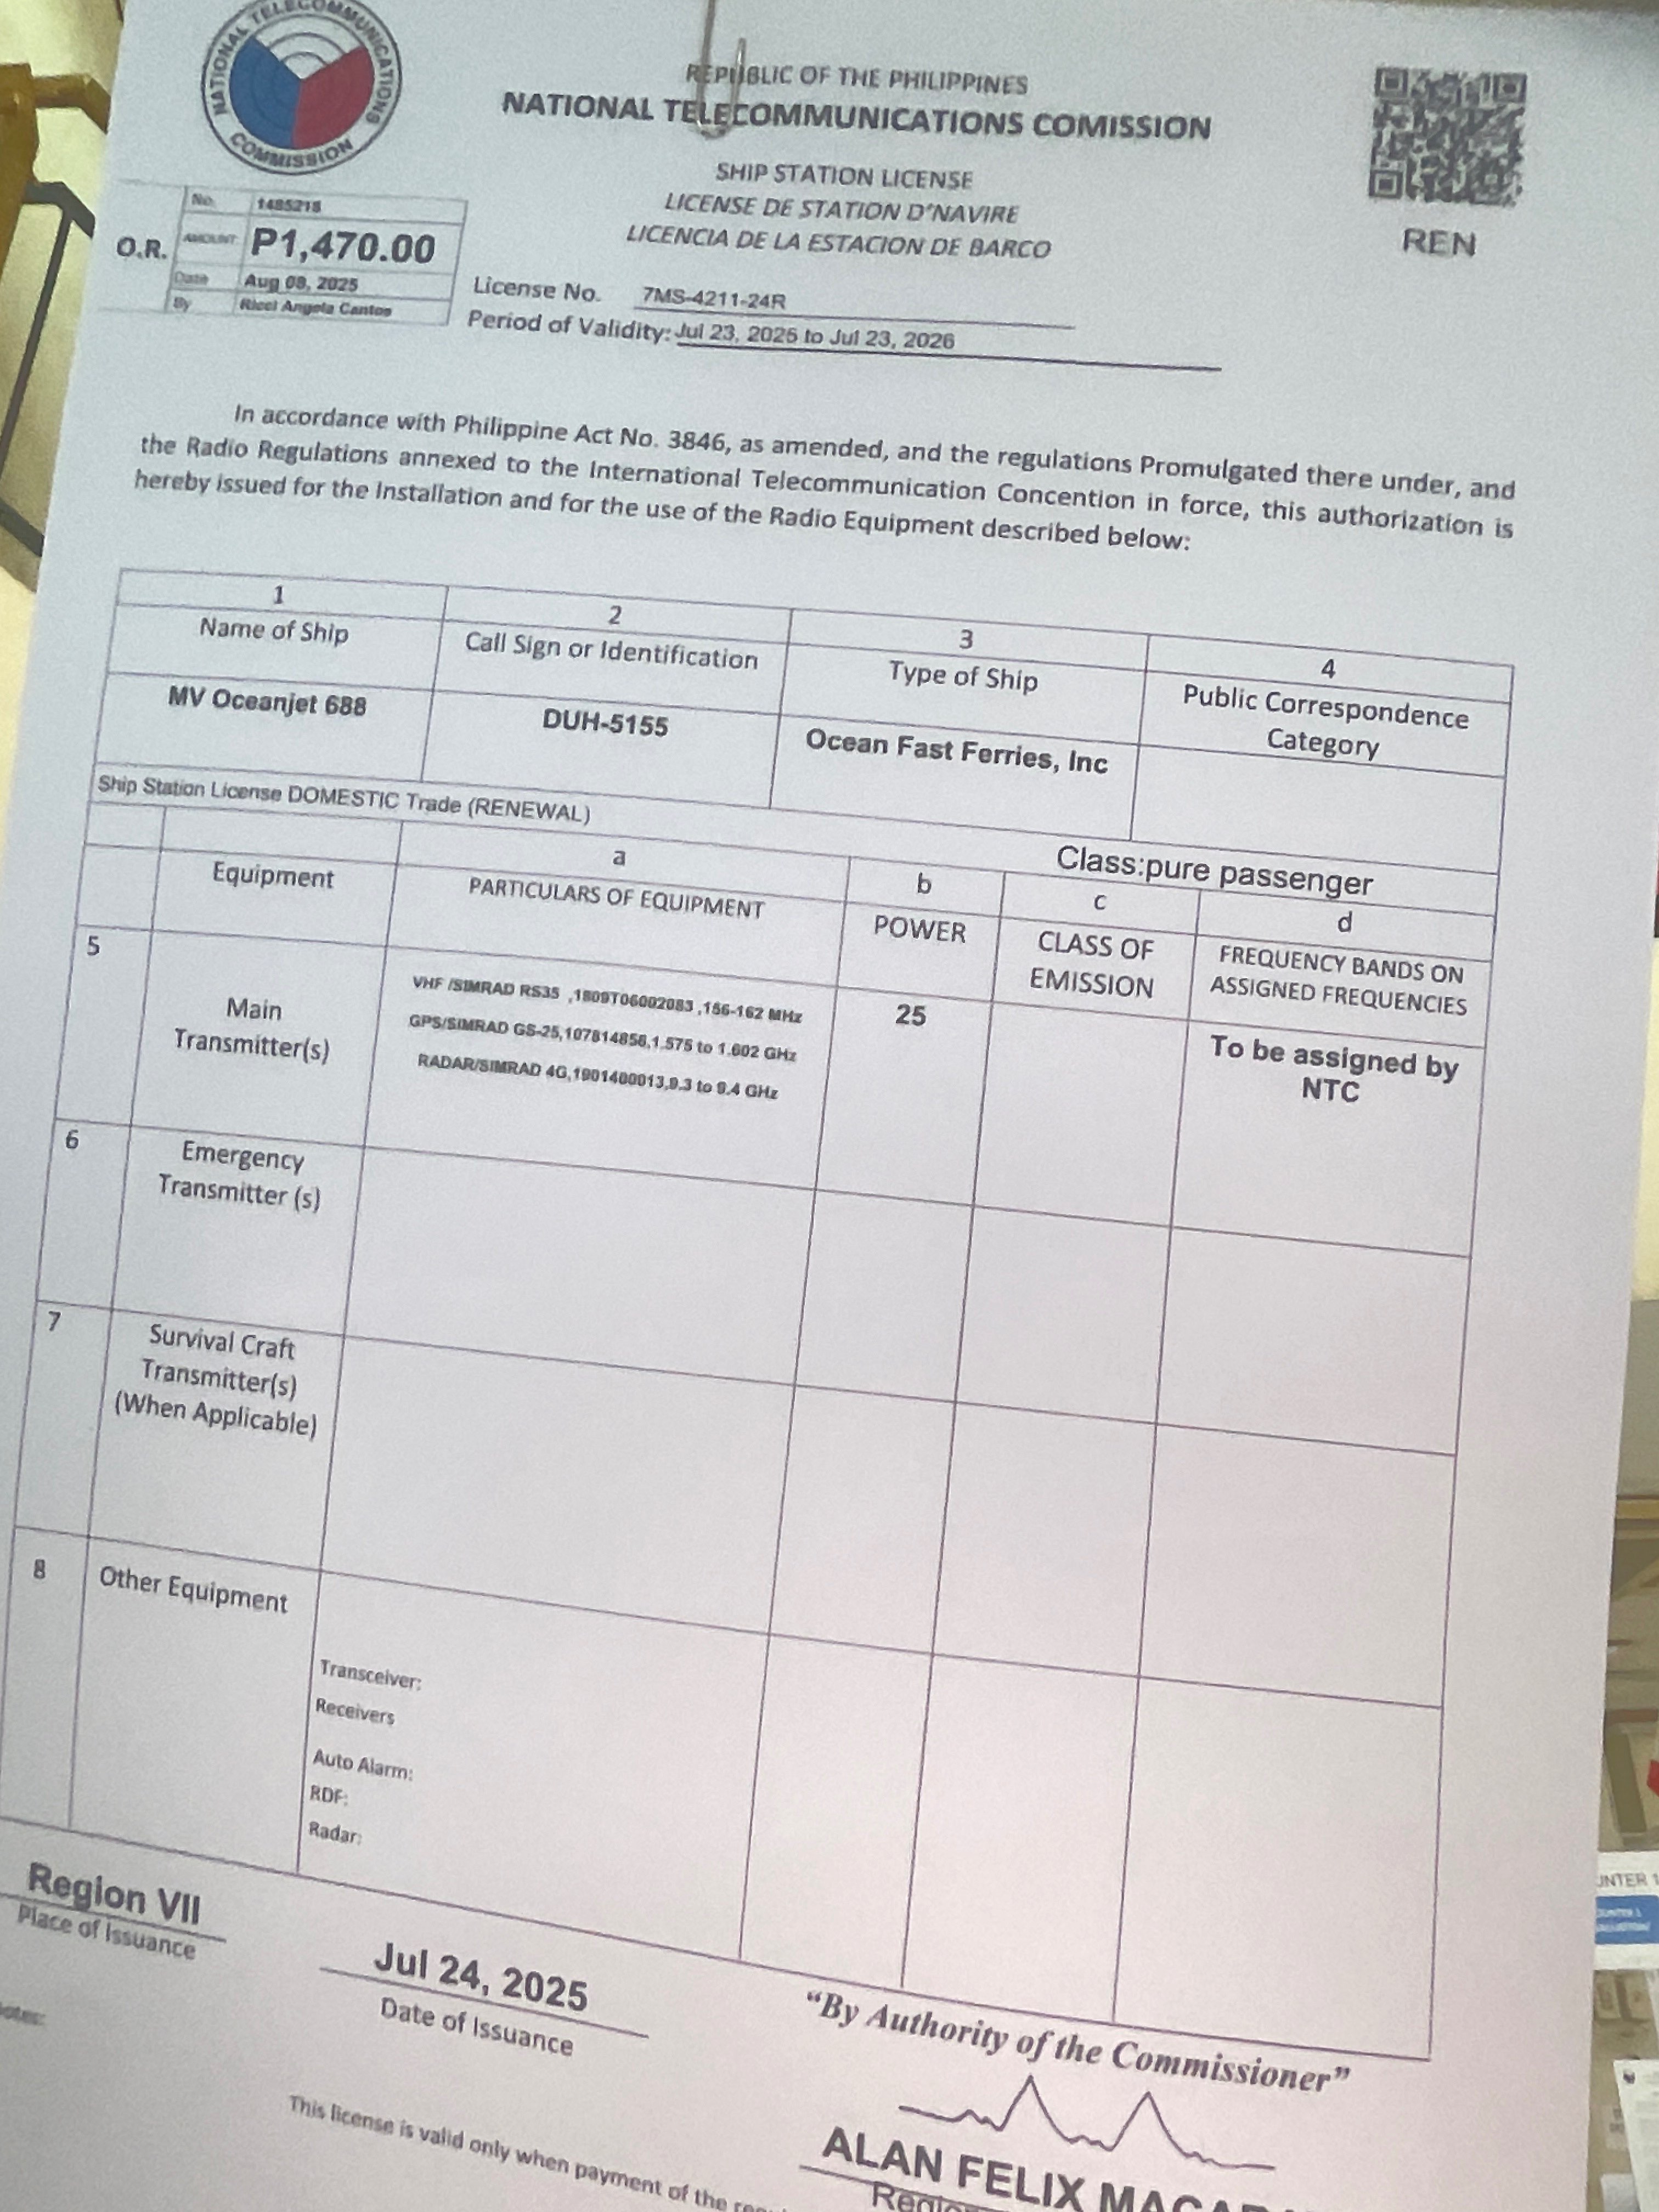 NATIONAL TELECOMMUNICATIONS COMMISSION
REPUBLIC OF THE PHILIPPINES
NATIONAL TELECOMMUNICATIONS COMISSION
SHIP STATION LICENSE
LICENSE DE STATION D'NAVIRE
LICENCIA DE LA ESTACION DE BARCO
REN
O.R.
No. 1485218
AMOUNT P1,470.00
Date Aug 08, 2025
By Ricci Angela Cantos
License No. 7MS-4211-24R
Period of Validity: Jul 23, 2025 to Jul 23, 2026
In accordance with Philippine Act No. 3846, as amended, and the regulations Promulgated there under, and
the Radio Regulations annexed to the International Telecommunication Concention in force, this authorization is
hereby issued for the Installation and for the use of the Radio Equipment described below:
1 2 3 4
Name of Ship
Call Sign or Identification
Type of Ship
Public Correspondence
Category
MV Oceanjet 688
DUH-5155
Ocean Fast Ferries, Inc
Ship Station License DOMESTIC Trade (RENEWAL)
Class:pure passenger
a b c d
Equipment
PARTICULARS OF EQUIPMENT
POWER
CLASS OF
EMISSION
FREQUENCY BANDS ON
ASSIGNED FREQUENCIES
5
Main
Transmitter(s)
VHF /SIMRAD RS35 ,1809T06002083 ,156-162 MHz
GPS/SIMRAD GS-25,107814856,1.575 to 1.602 GHz
RADAR/SIMRAD 4G,1901400013,9.3 to 9.4 GHz
25
To be assigned by
NTC
6
Emergency
Transmitter (s)
7
Survival Craft
Transmitter(s)
(When Applicable)
8
Other Equipment
Transceiver:
Receivers
Auto Alarm:
RDF:
Radar:
Region VII
Place of Issuance
Jul 24, 2025
Date of Issuance
"By Authority of the Commissioner"
This license is valid only when payment of the
ALAN FELIX